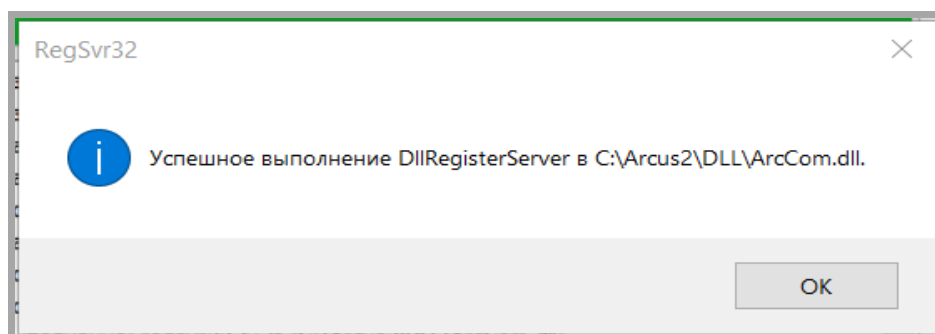 RegSvr32
Успешное выполнение DllRegisterServer в C:\Arcus2\DLL\ArcCom.dll.
OK